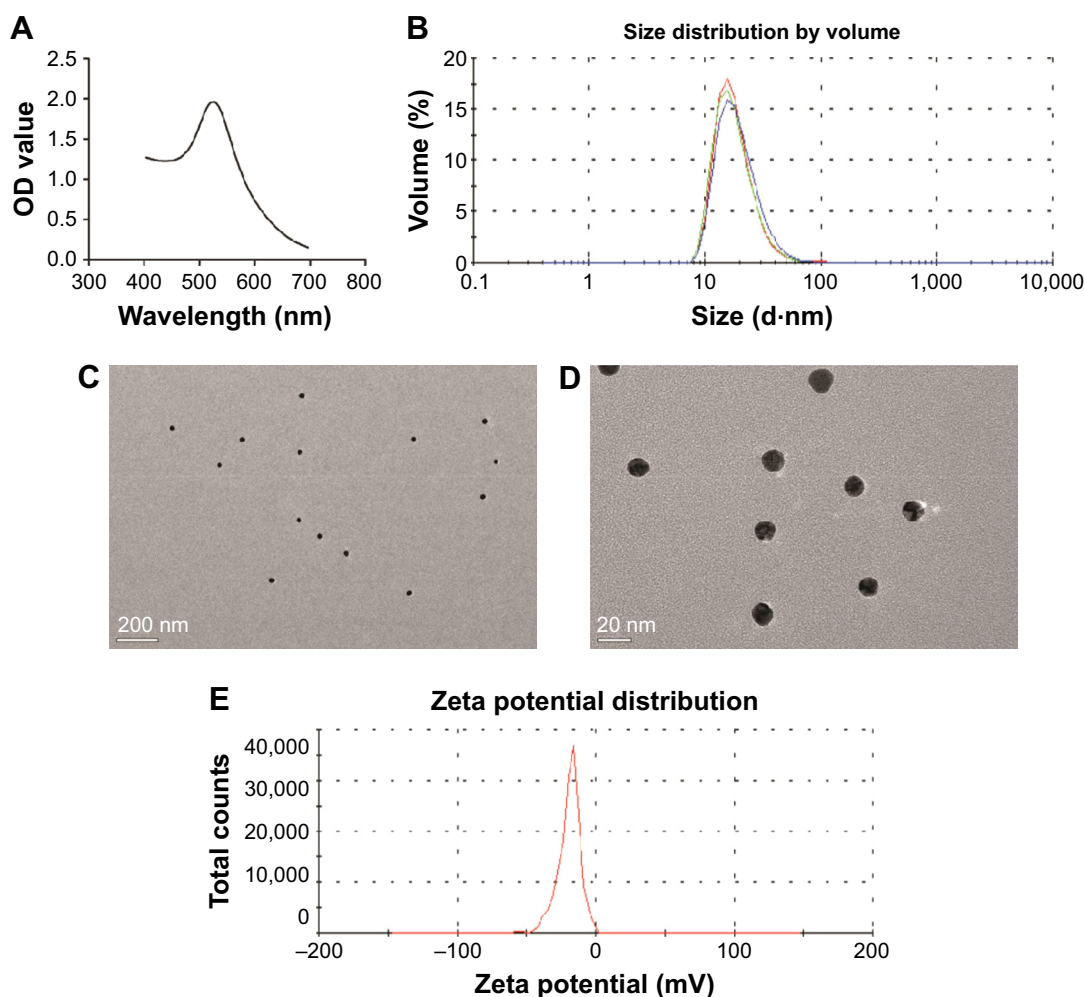 A
2.5
2.0
1.5
1.0
0.5
0.0
OD value
300 400 500 600 700 800
Wavelength (nm)
B
Size distribution by volume
20
15
10
5
0
Volume (%)
0.1 1 10 100 1,000 10,000
Size (d·nm)
C
200 nm
D
20 nm
E
Zeta potential distribution
40,000
30,000
20,000
10,000
0
Total counts
–200 –100 0 100 200
Zeta potential (mV)